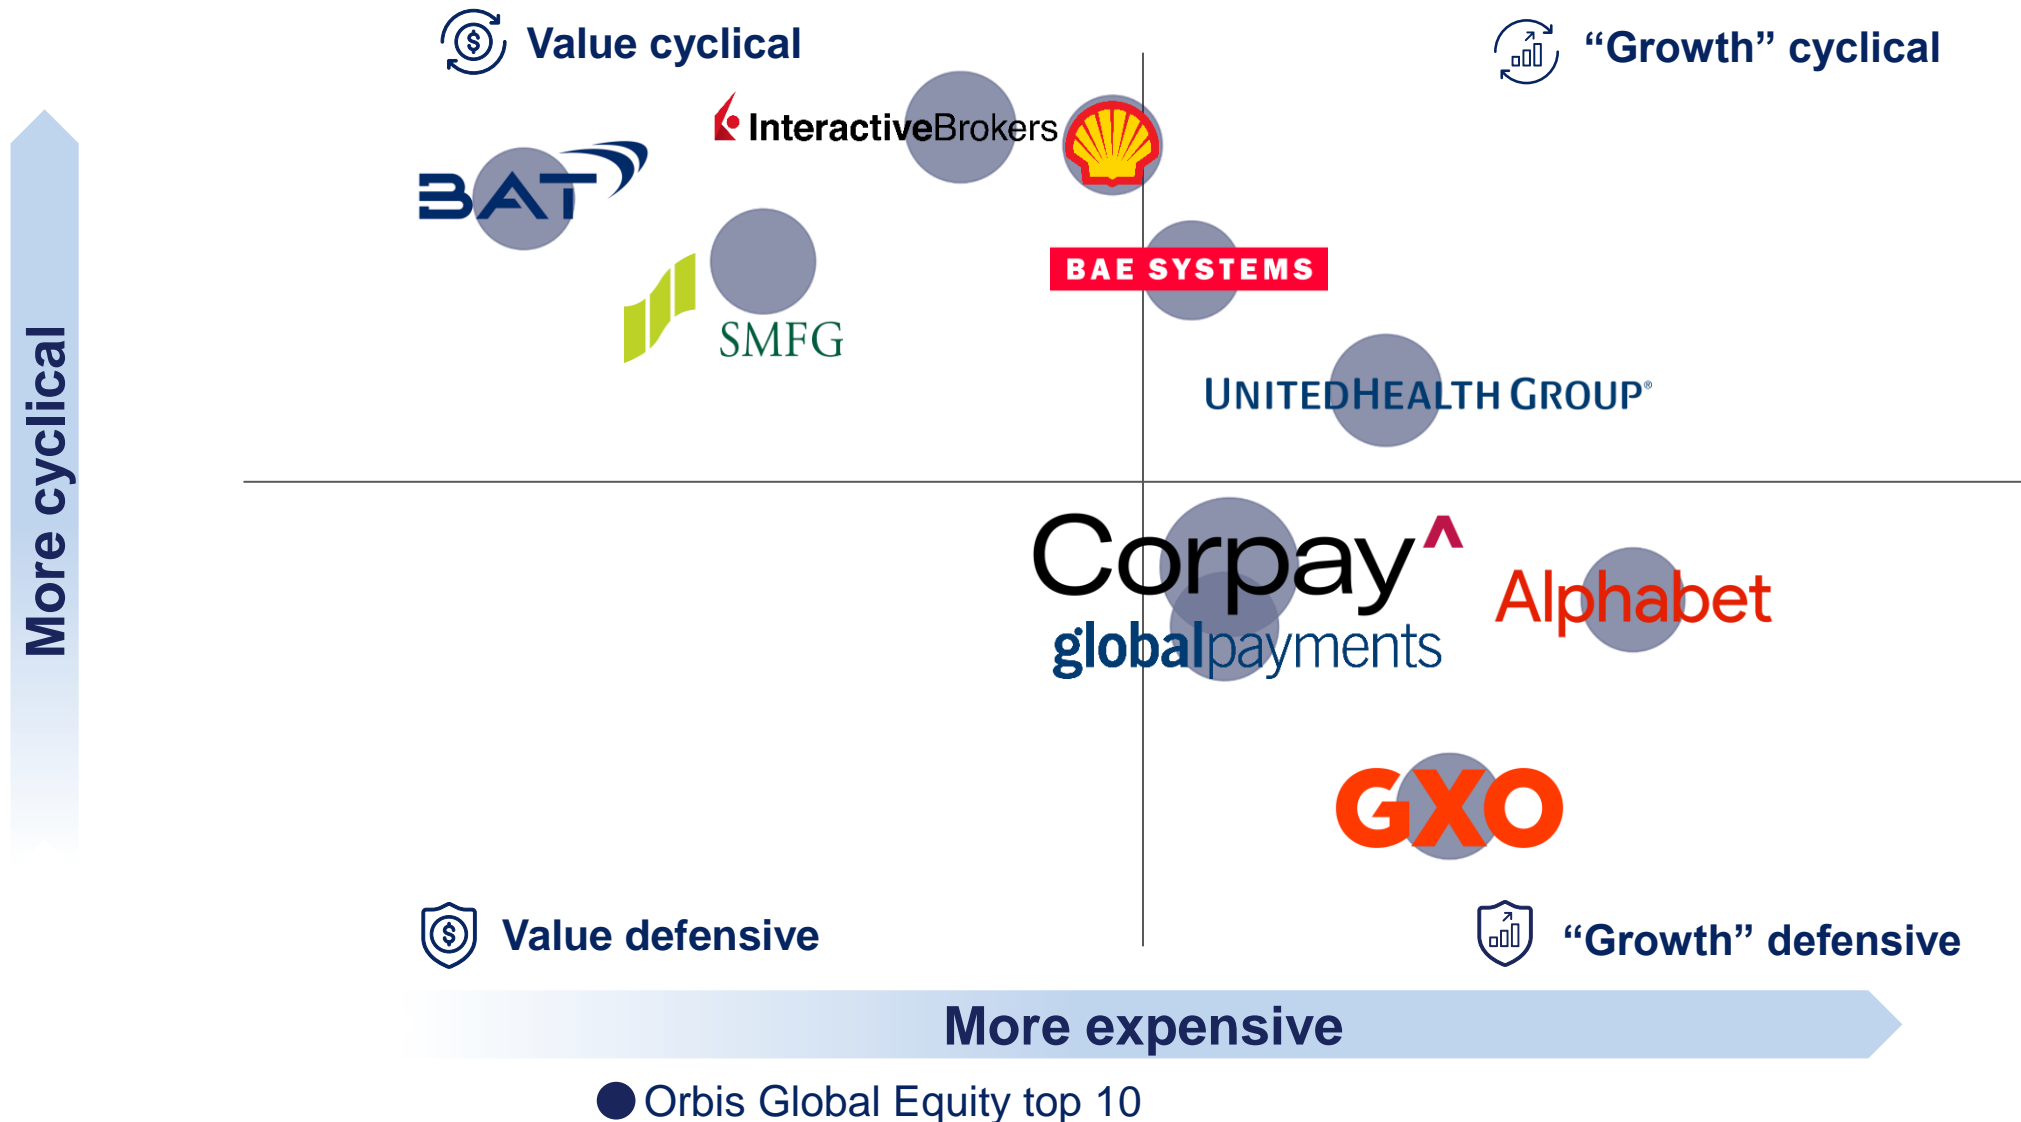 Value cyclical
“Growth” cyclical
InteractiveBrokers
BAT
SMFG
BAE SYSTEMS
UNITEDHEALTH GROUP®
More cyclical
Corpay^
Alphabet
globalpayments
GXO
Value defensive
“Growth” defensive
More expensive
Orbis Global Equity top 10